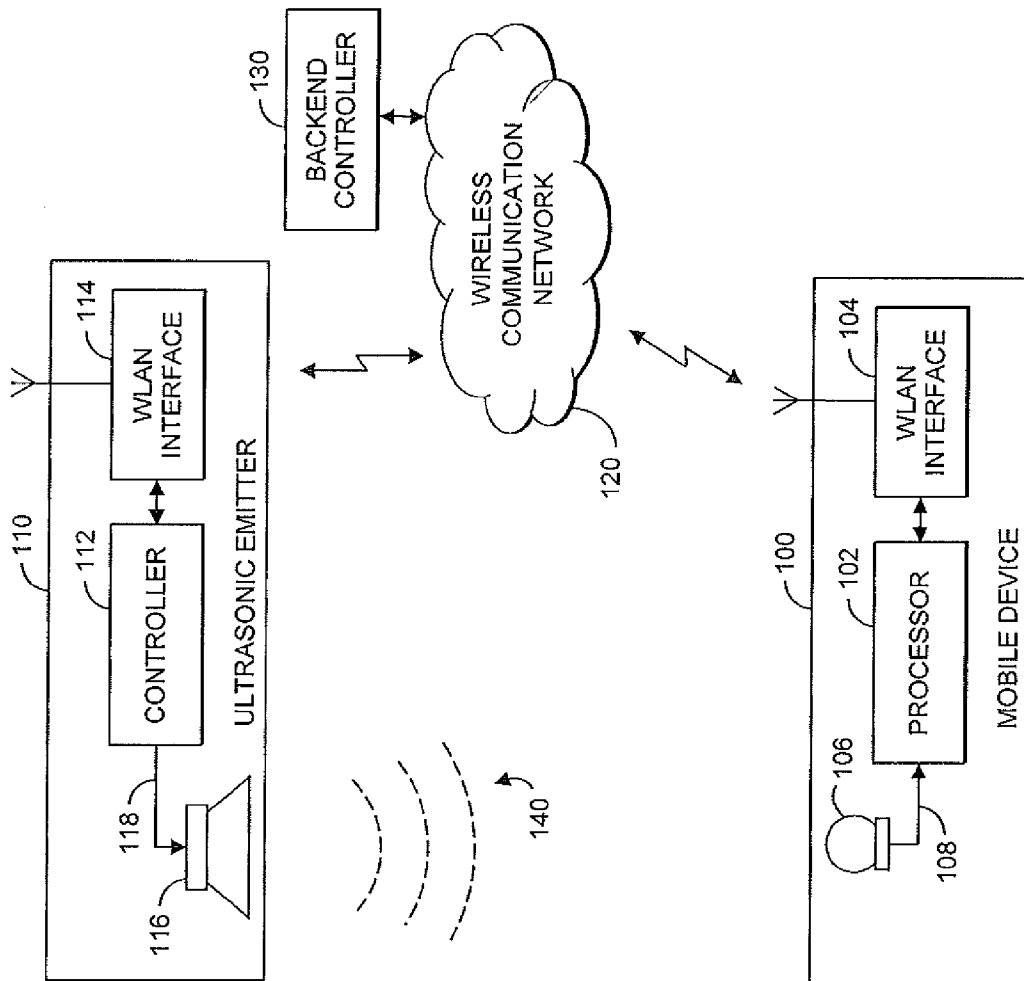 110
ULTRASONIC EMITTER
112
CONTROLLER
114
WLAN
INTERFACE
118
116
140
130
BACKEND
CONTROLLER
WIRELESS
COMMUNICATION
NETWORK
120
100
102
PROCESSOR
104
WLAN
INTERFACE
106
108
MOBILE DEVICE